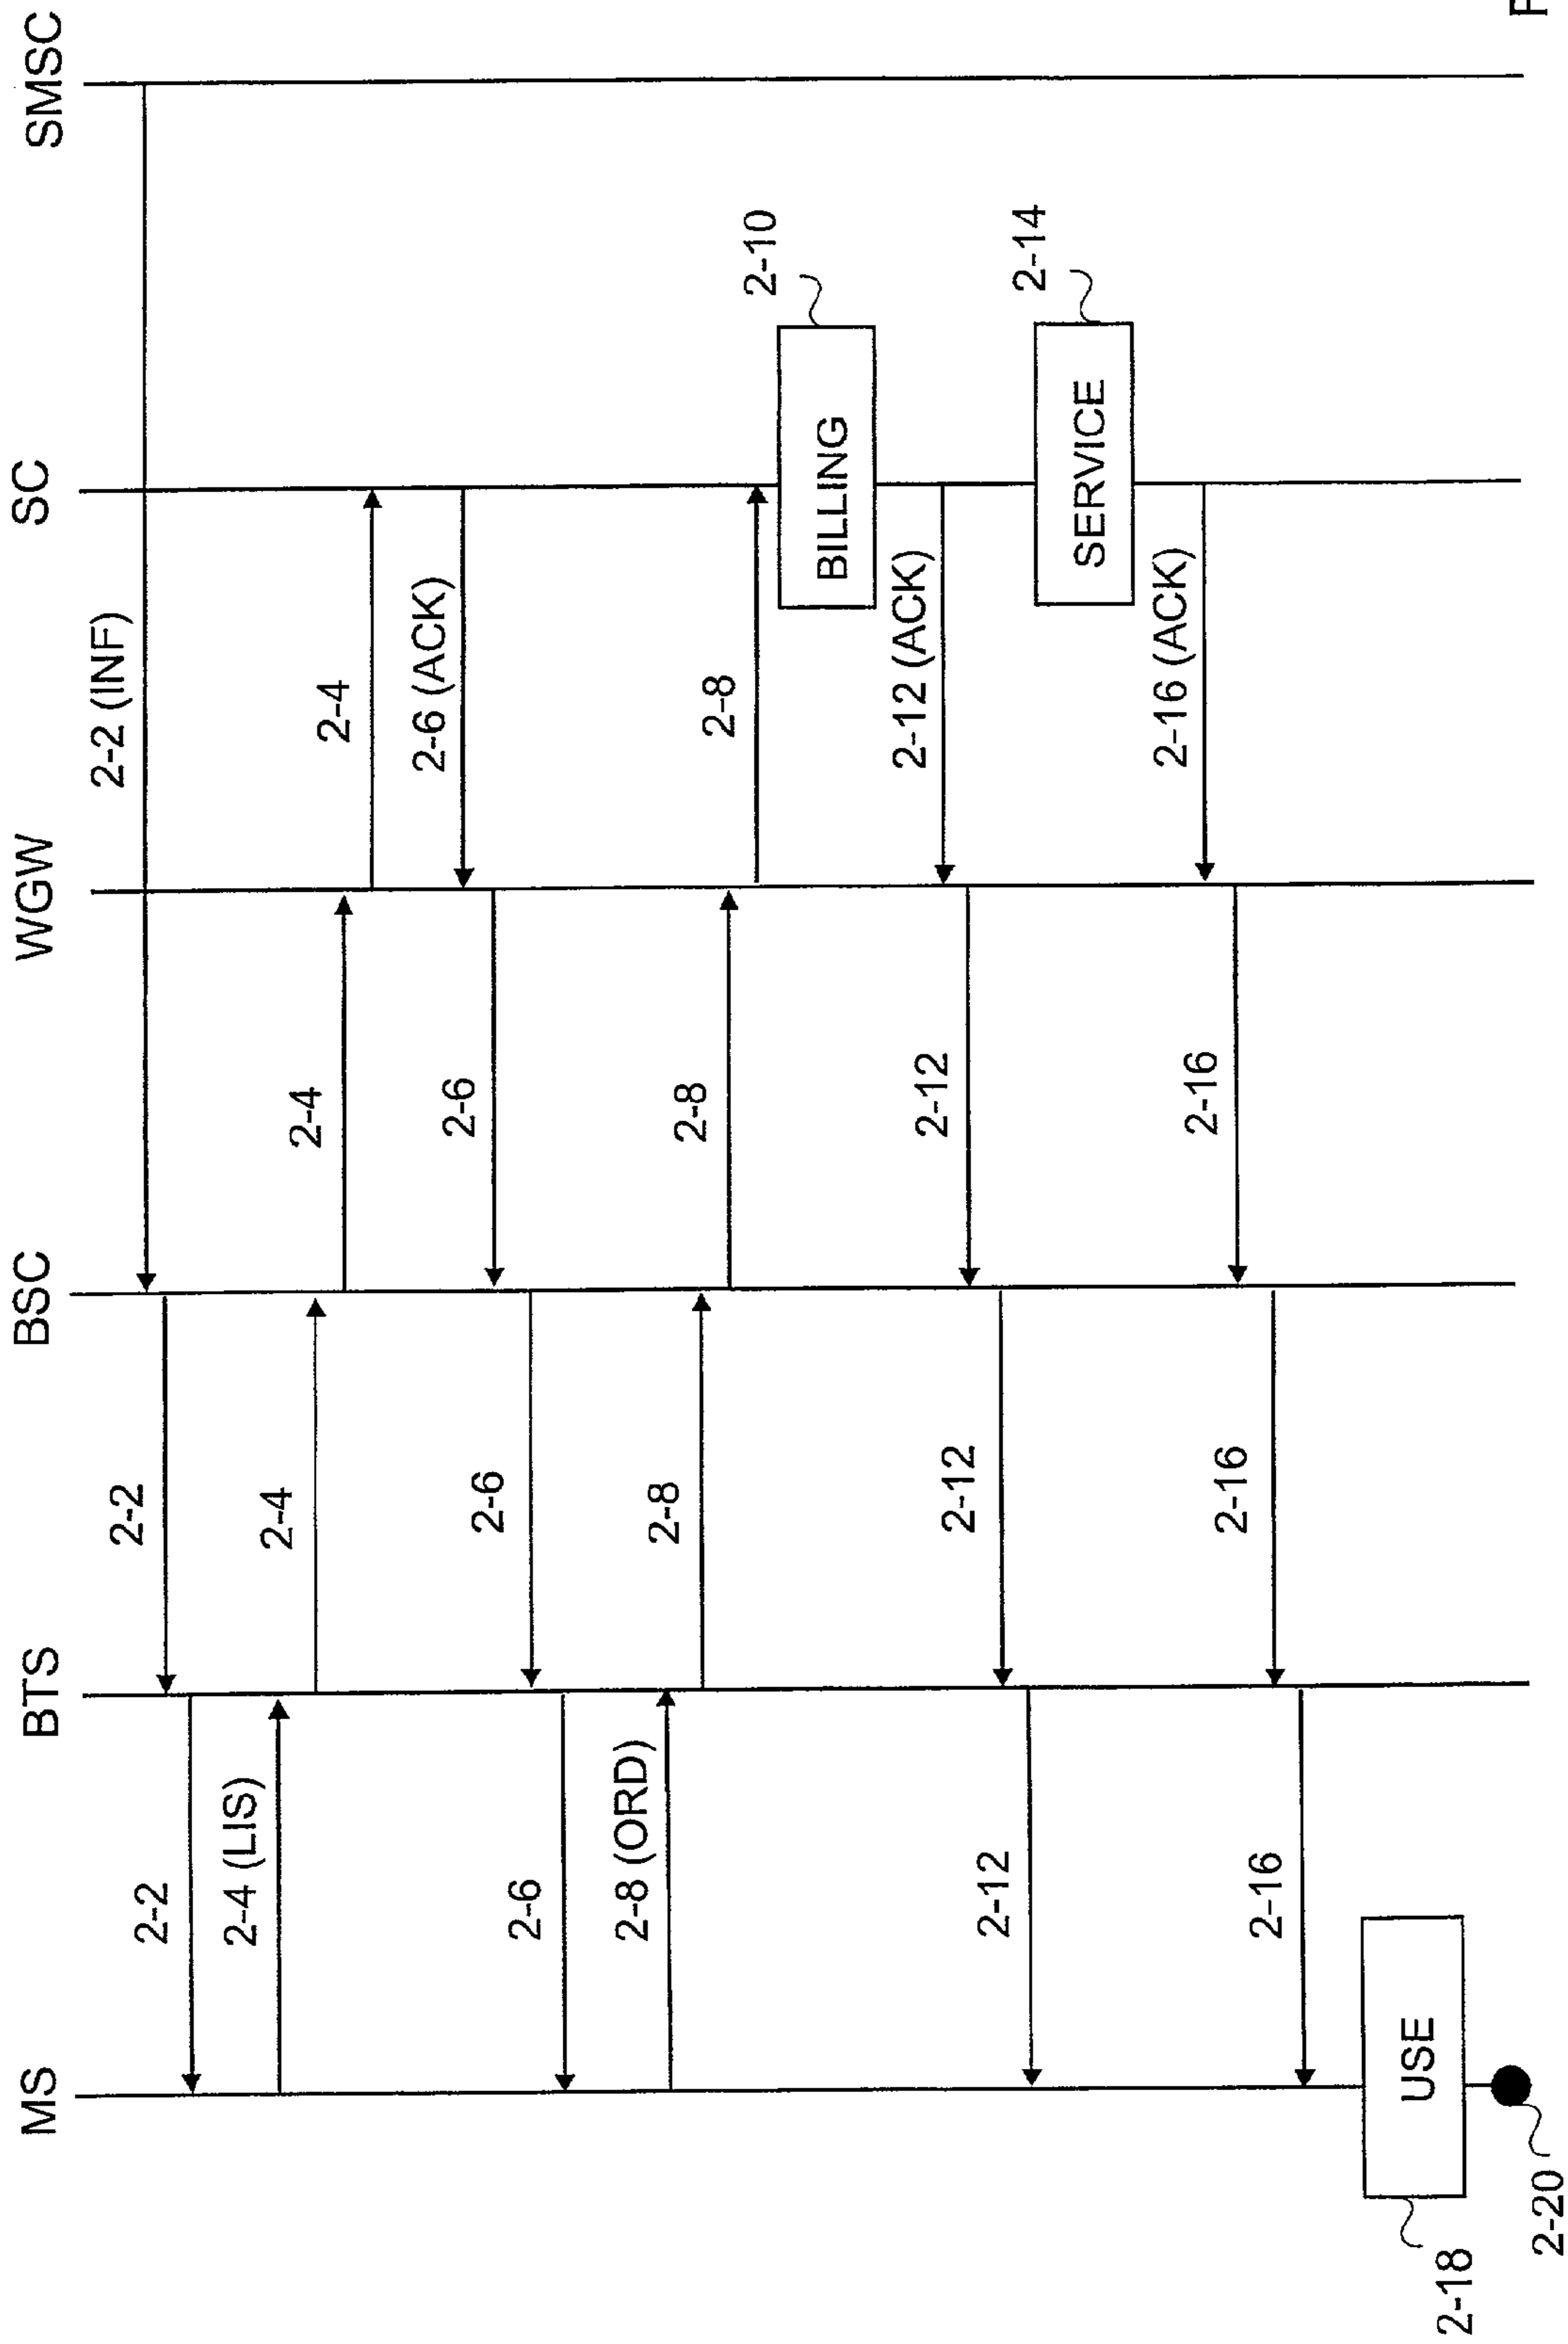 MS
BTS
BSC
WGW
SC
SMSC
2-2 (INF)
2-2
2-2
2-4 (LIS)
2-4
2-4
2-4
2-6 (ACK)
2-6
2-6
2-6
2-8 (ORD)
2-8
2-8
2-8
BILLING
2-10
2-12 (ACK)
2-12
2-12
2-12
SERVICE
2-14
2-16 (ACK)
2-16
2-16
2-16
USE
2-18
2-20
F